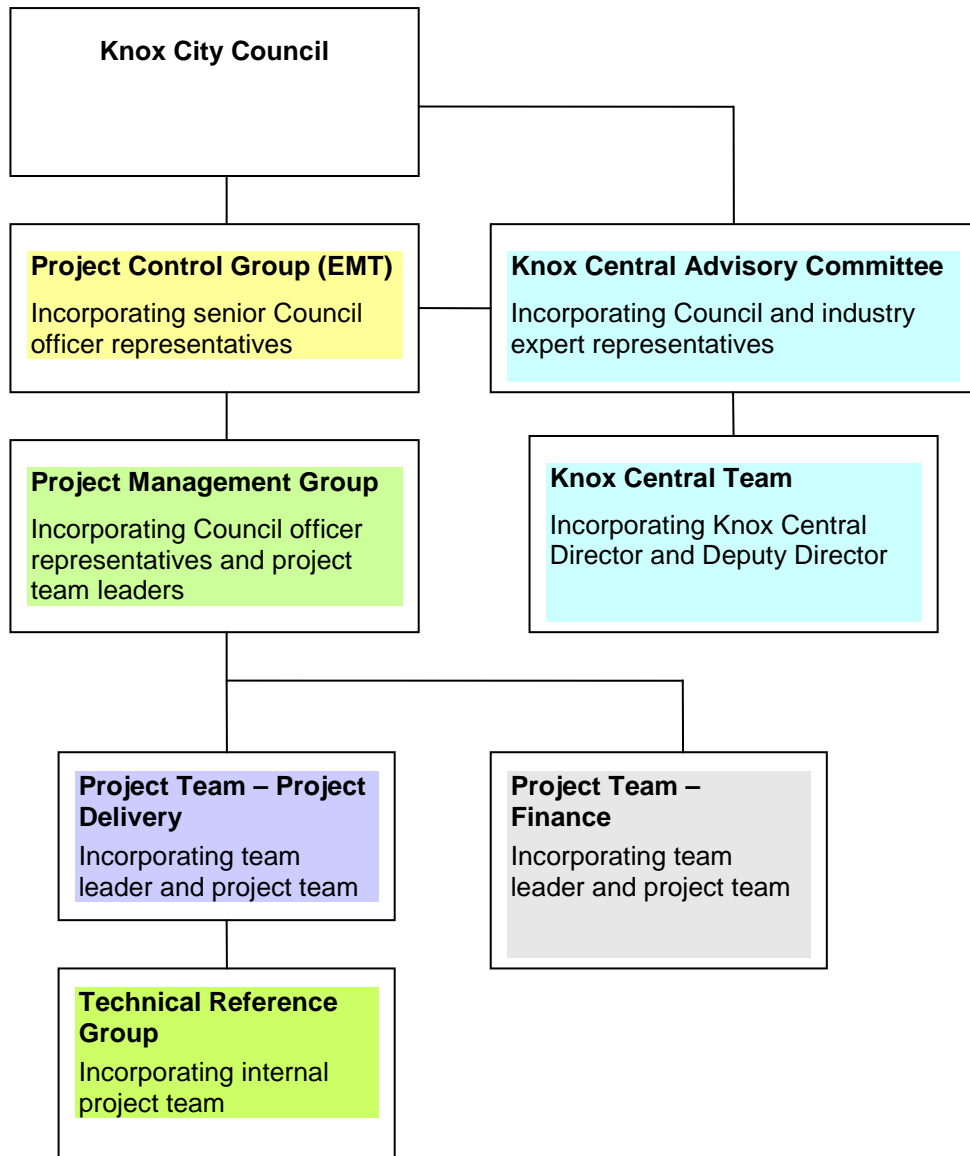 Knox City Council
Project Control Group (EMT)
Incorporating senior Council
officer representatives
Knox Central Advisory Committee
Incorporating Council and industry
expert representatives
Project Management Group
Incorporating Council officer
representatives and project
team leaders
Knox Central Team
Incorporating Knox Central
Director and Deputy Director
Project Team – Project
Delivery
Incorporating team
leader and project team
Project Team –
Finance
Incorporating team
leader and project team
Technical Reference
Group
Incorporating internal
project team